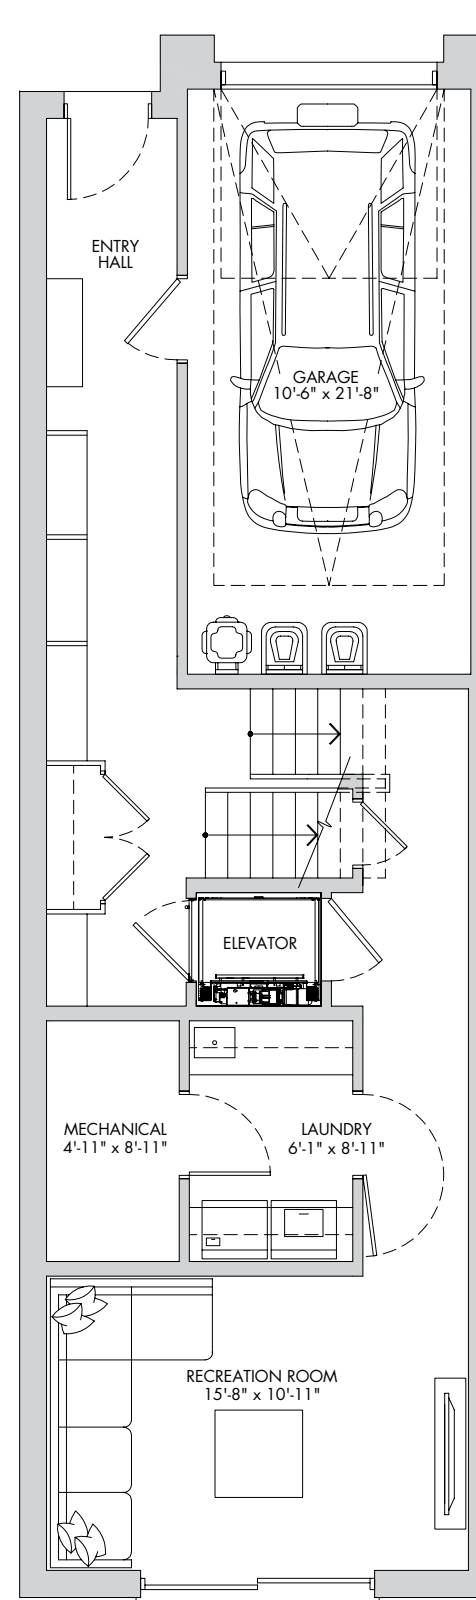 ENTRY
HALL
GARAGE
10'-6" x 21'-8"
ELEVATOR
MECHANICAL
4'-11" x 8'-11"
LAUNDRY
6'-1" x 8'-11"
RECREATION ROOM
15'-8" x 10'-11"